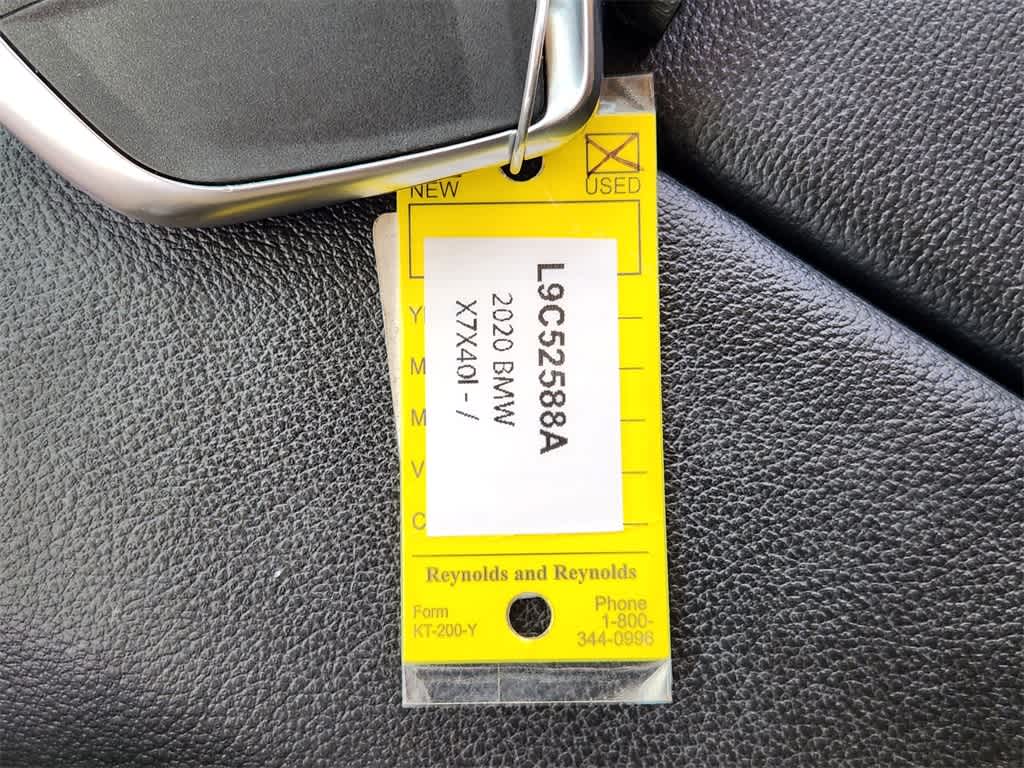 NEW
USED
L9C52588A
2020 BMW
X7X40I - /
Y
M
M
V
C
Reynolds and Reynolds
Form
KT-200-Y
Phone
1-800-
344-0996